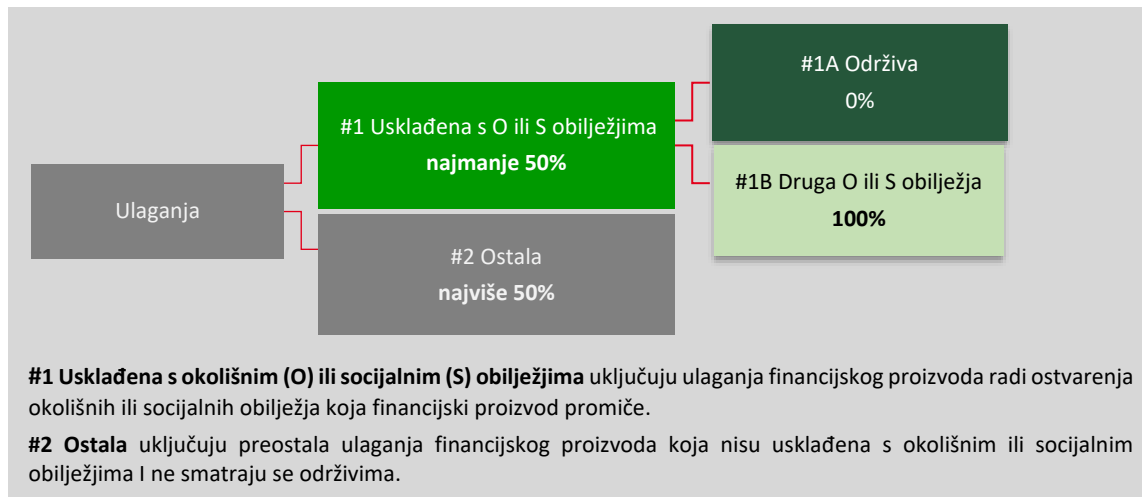 Ulaganja
#1 Usklađena s O ili S obilježjima
najmanje 50%
#2 Ostala
najviše 50%
#1A Održiva
0%
#1B Druga O ili S obilježja
100%
#1 Usklađena s okolišnim (O) ili socijalnim (S) obilježjima uključuju ulaganja financijskog proizvoda radi ostvarenja
okolišnih ili socijalnih obilježja koja financijski proizvod promiče.
#2 Ostala uključuju preostala ulaganja financijskog proizvoda koja nisu usklađena s okolišnim ili socijalnim
obilježjima I ne smatraju se održivima.